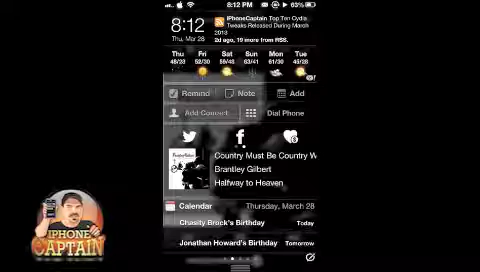 8:12 PM
8:12
Thu, Mar 28
iPhoneCaptain Top Ten Cydia
Tweaks Released During March
2013
2d ago, 19 more from RSS.
Thu Fri Sat Sun Mon Tue
48/28 52/30 59/46 63/41 61/30 45/28
Remind Note Add
Add Contact Dial Phone
Country Must Be Country W
Brantley Gilbert
Halfway to Heaven
Calendar Thursday, March 28
Chasity Brock's Birthday Today
Jonathan Howard's Birthday Tomorrow
IPHONE
CAPTAIN